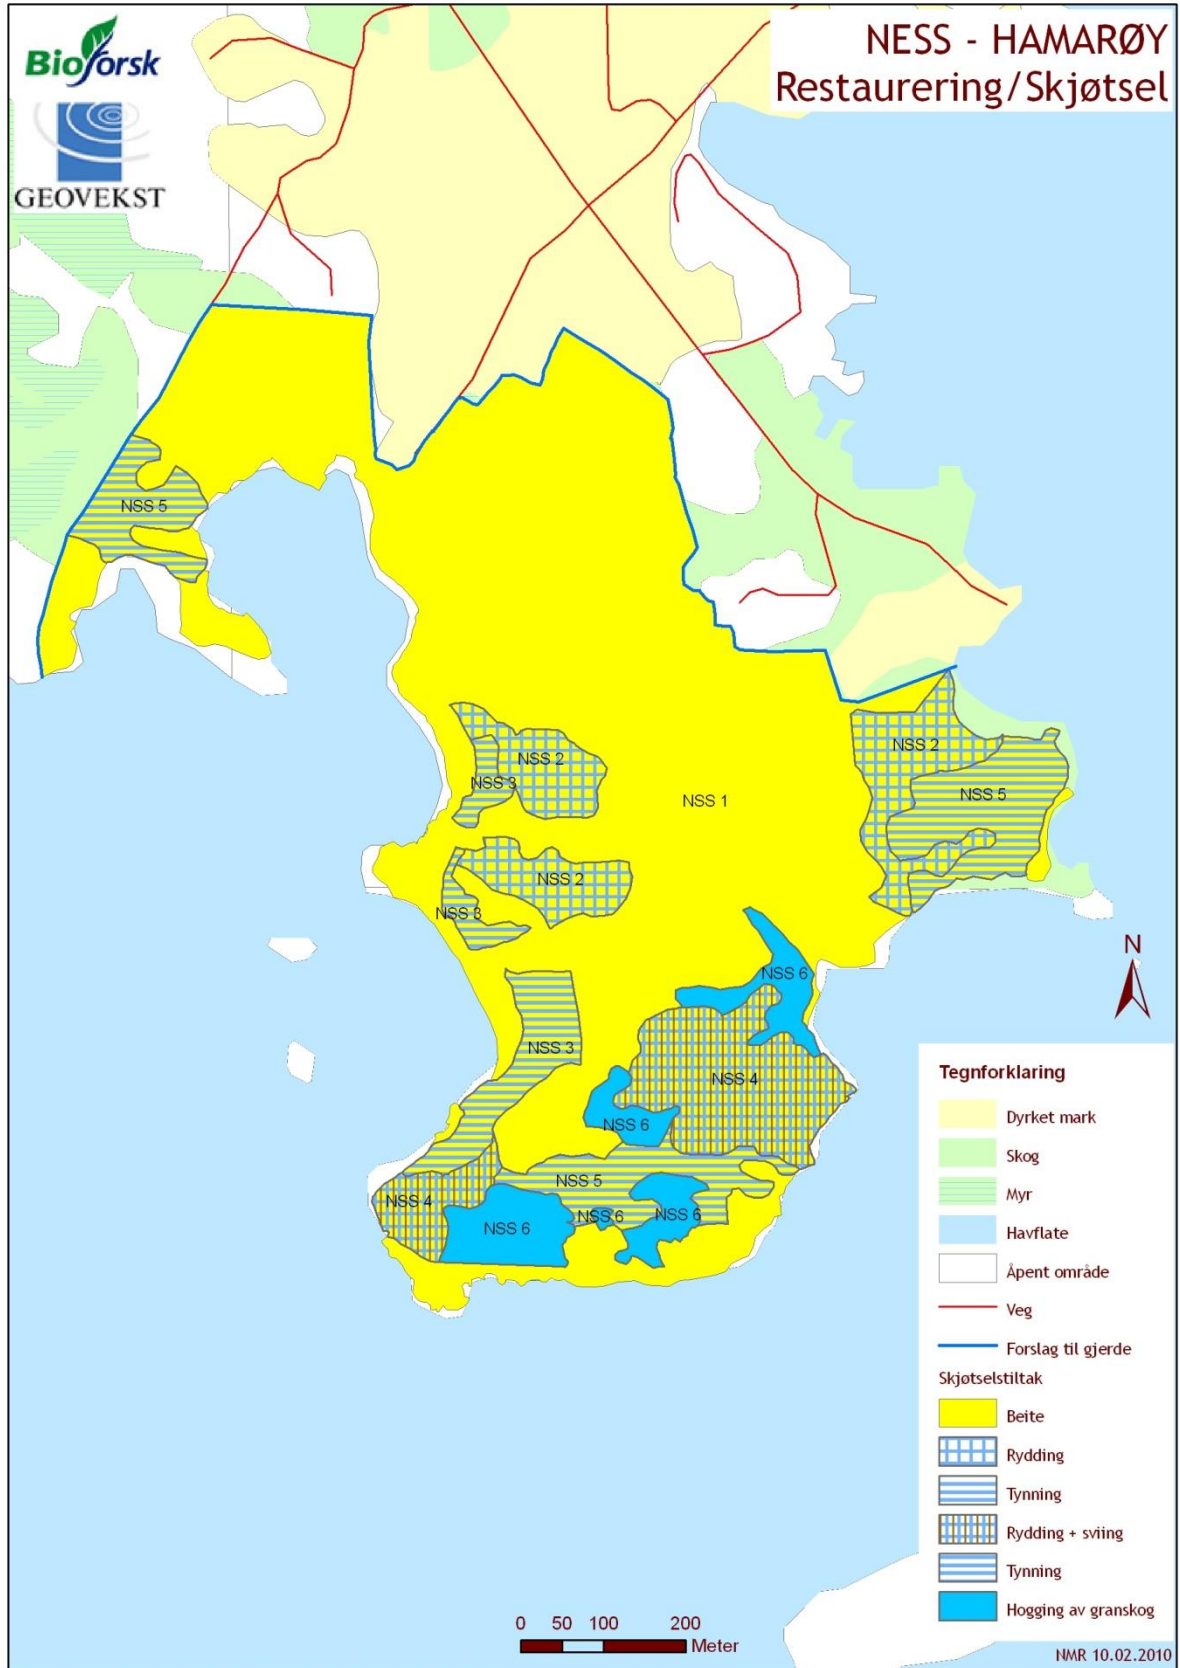 Bioforsk
GEOVEKST
NESS - HAMARØY
Restaurering/Skjøtsel
NSS 5
NSS 2
NSS 3
NSS 1
NSS 2
NSS 5
NSS 2
NSS 3
NSS 6
NSS 3
NSS 4
NSS 6
NSS 5
NSS 4
NSS 6
NSS 6
NSS 6
N
Tegnforklaring
Dyrket mark
Skog
Myr
Havflate
Åpent område
Veg
Forslag til gjerde
Skjøtselstiltak
Beite
Rydding
Tynning
Rydding + sviing
Tynning
Hogging av granskog
0 50 100 200
Meter
NMR 10.02.2010